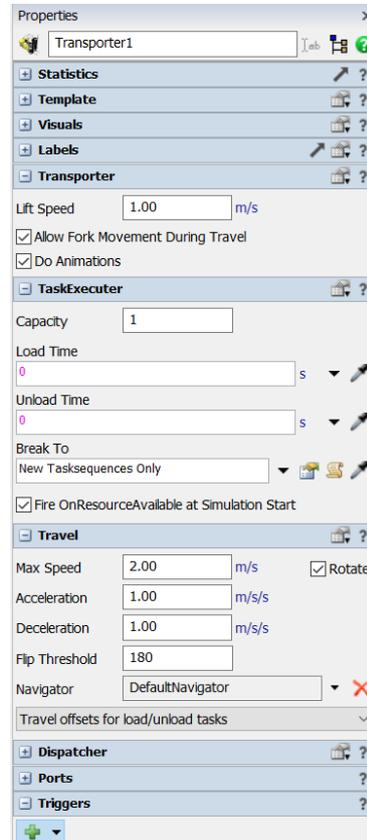 Properties
Transporter1
Statistics
Template
Visuals
Labels
Transporter
Lift Speed 1.00 m/s
Allow Fork Movement During Travel
Do Animations
TaskExecuter
Capacity 1
Load Time
0 s
Unload Time
0 s
Break To
New Tasksequences Only
Fire OnResourceAvailable at Simulation Start
Travel
Max Speed 2.00 m/s Rotate
Acceleration 1.00 m/s/s
Deceleration 1.00 m/s/s
Flip Threshold 180
Navigator DefaultNavigator
Travel offsets for load/unload tasks
Dispatcher
Ports
Triggers